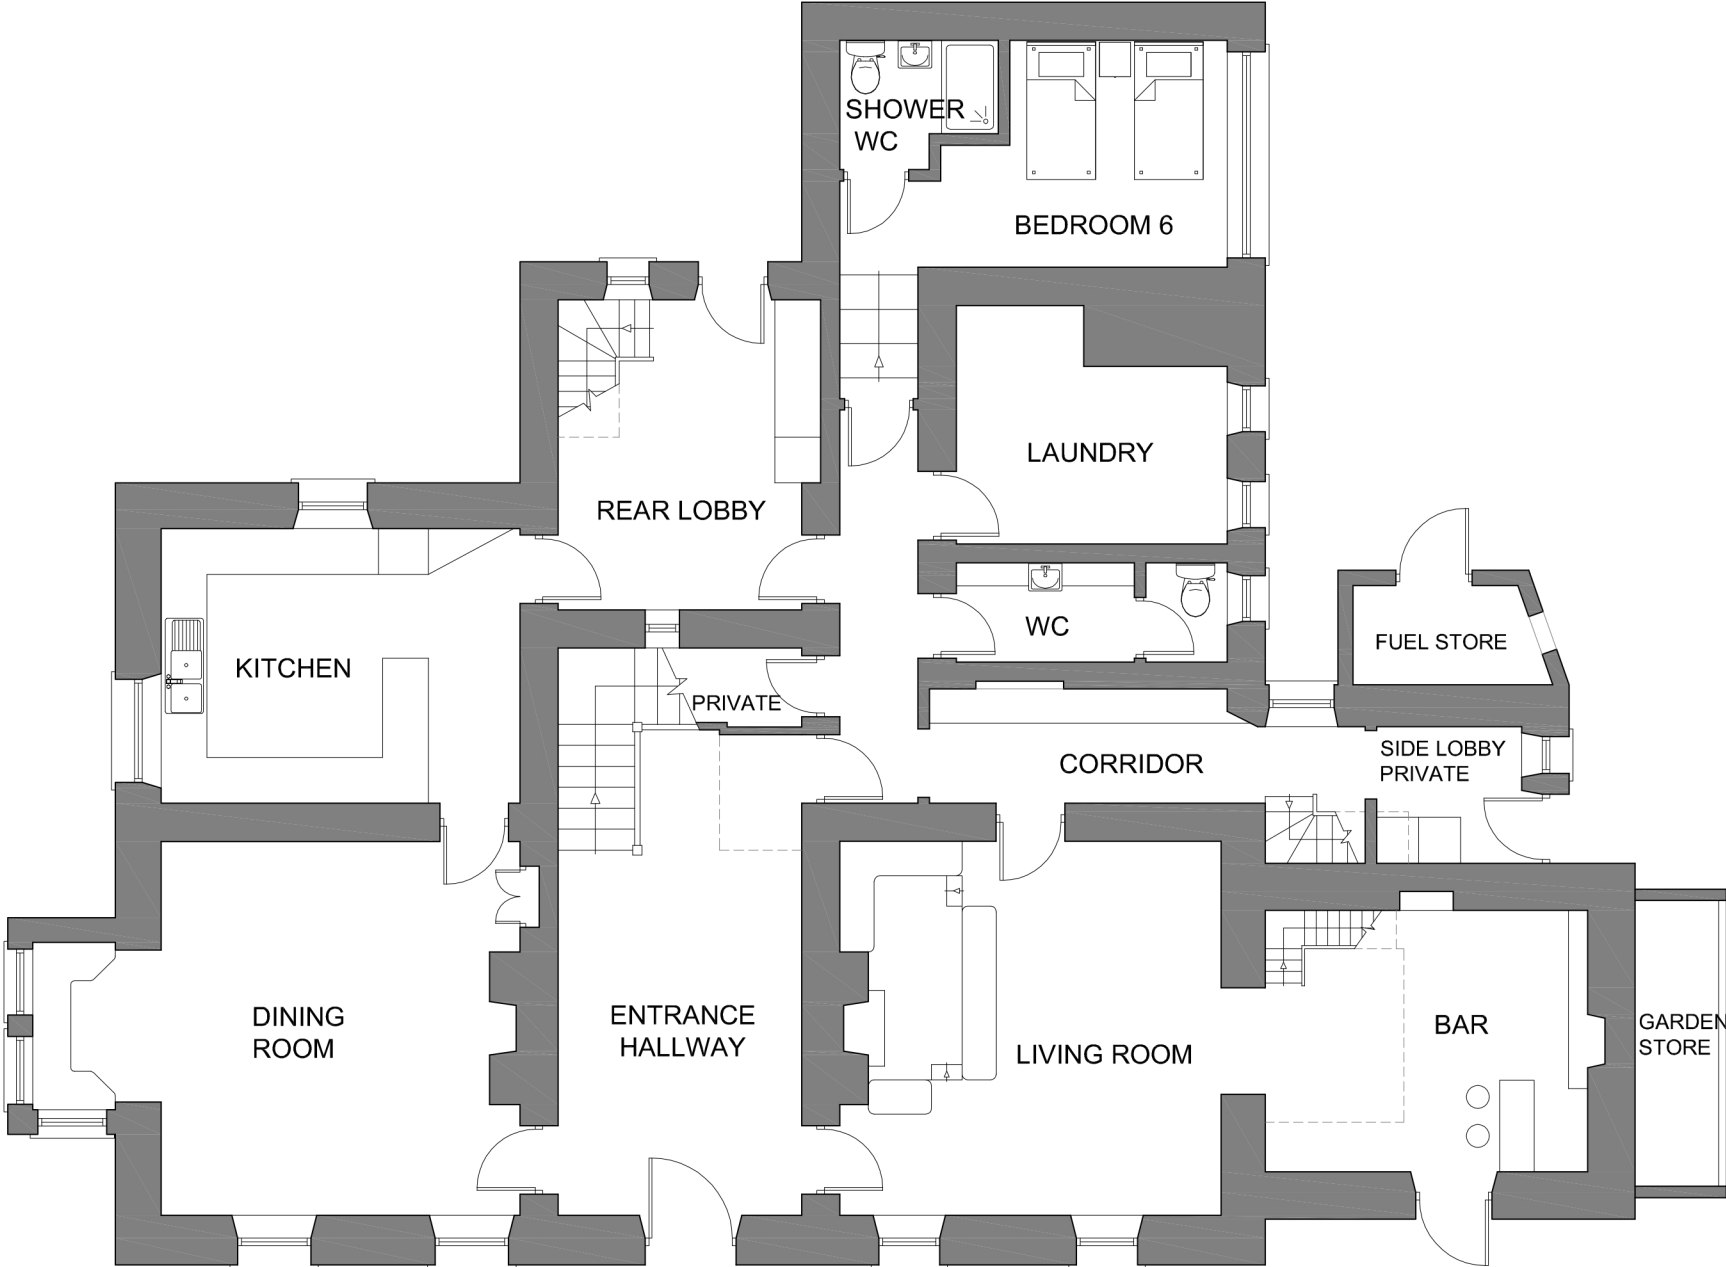 SHOWER
WC
BEDROOM 6
LAUNDRY
REAR LOBBY
WC
FUEL STORE
KITCHEN
PRIVATE
CORRIDOR
SIDE LOBBY
PRIVATE
DINING
ROOM
ENTRANCE
HALLWAY
LIVING ROOM
BAR
GARDEN
STORE